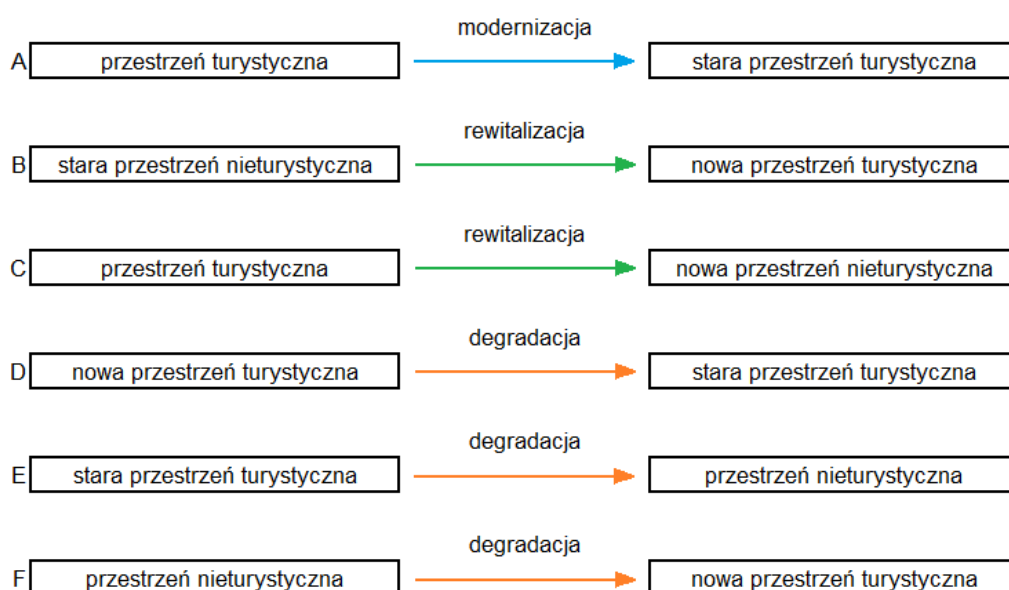 modernizacja
A przestrzeń turystyczna stara przestrzeń turystyczna
rewitalizacja
B stara przestrzeń nieturystyczna nowa przestrzeń turystyczna
rewitalizacja
C przestrzeń turystyczna nowa przestrzeń nieturystyczna
degradacja
D nowa przestrzeń turystyczna stara przestrzeń turystyczna
degradacja
E stara przestrzeń turystyczna przestrzeń nieturystyczna
degradacja
F przestrzeń nieturystyczna nowa przestrzeń turystyczna